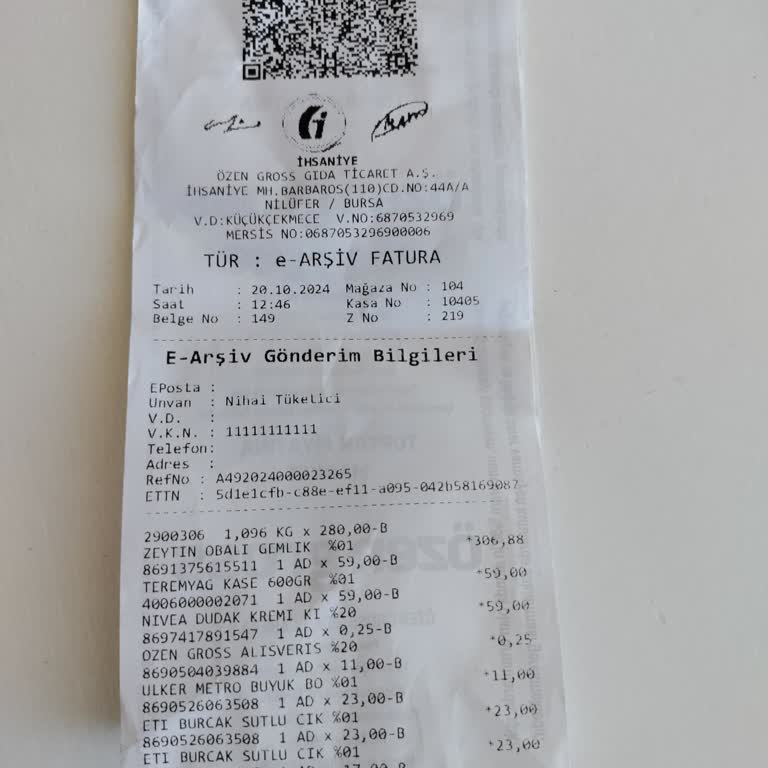 İHSANİYE
ÖZEN GROSS GIDA TİCARET A.Ş.
İHSANİYE MH.BARBAROS(110)CD.NO:44A/A
NİLÜFER / BURSA
V.D:KÜÇÜKÇEKMECE V.NO:6870532969
MERSİS NO:0687053296900006
TÜR : e-ARŞİV FATURA
Tarih : 20.10.2024 Mağaza No : 104
Saat : 12:46 Kasa No : 10405
Belge No : 149 Z No : 219
E-Arşiv Gönderim Bilgileri
EPosta :
Unvan : Nihai Tüketici
V.D. :
V.K.N. : 11111111111
Telefon:
Adres :
RefNo : A492024000023265
ETTN : 5d1e1cfb-c88e-ef11-a095-042b58169087
2900306 1,096 KG x 280,00-B
ZEYTIN OBALI GEMLIK %01 *306,88
8691375615511 1 AD x 59,00-B
TEREMYAG KASE 600GR %01 *59,00
4006000002071 1 AD x 59,00-B
NIVEA DUDAK KREMI KI %20 *59,00
8697417891547 1 AD x 0,25-B
OZEN GROSS ALISVERIS %20 *0,25
8690504039884 1 AD x 11,00-B
ULKER METRO BUYUK BO %01 *11,00
8690526063508 1 AD x 23,00-B
ETI BURCAK SUTLU CIK %01 *23,00
8690526063508 1 AD x 23,00-B
ETI BURCAK SUTLU CIK %01 *23,00